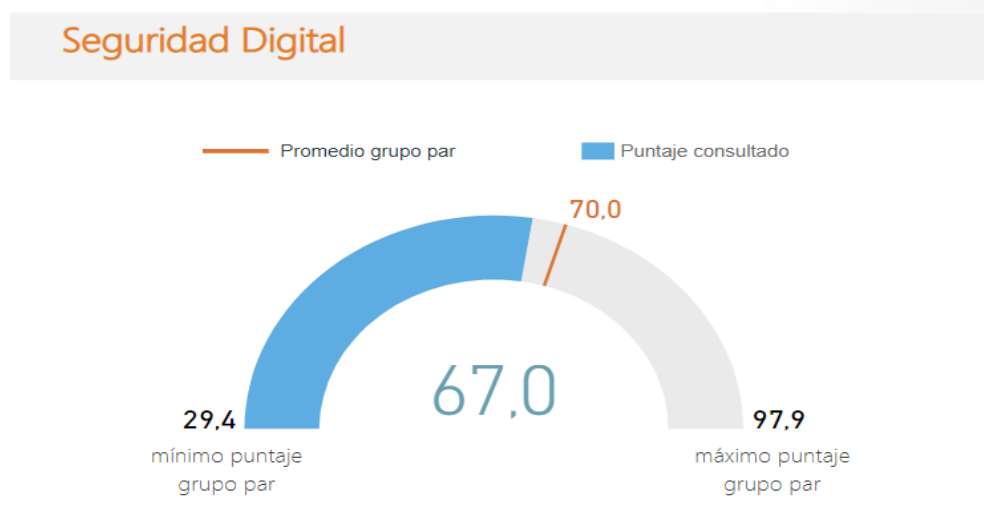 Seguridad Digital
Promedio grupo par
Puntaje consultado
70,0
67,0
29,4
mínimo puntaje
grupo par
97,9
máximo puntaje
grupo par